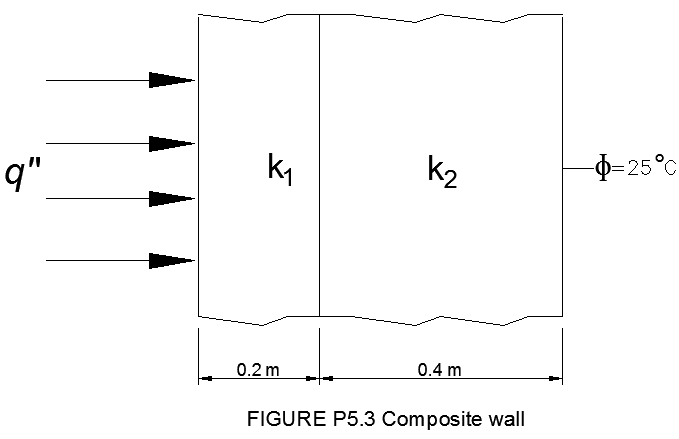 q"
k₁
k₂
ϕ=25°C
0.2 m
0.4 m
FIGURE P5.3 Composite wall